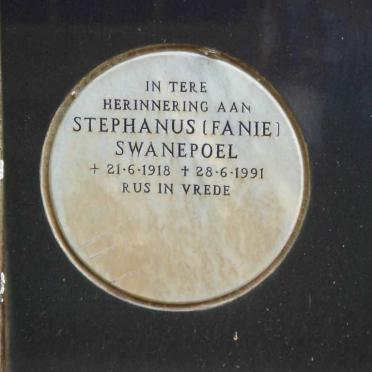 IN TERE
HERINNERING AAN
STEPHANUS (FANIE)
SWANEPOEL
+ 21·6·1918 ✝ 28·6·1991
RUS IN VREDE